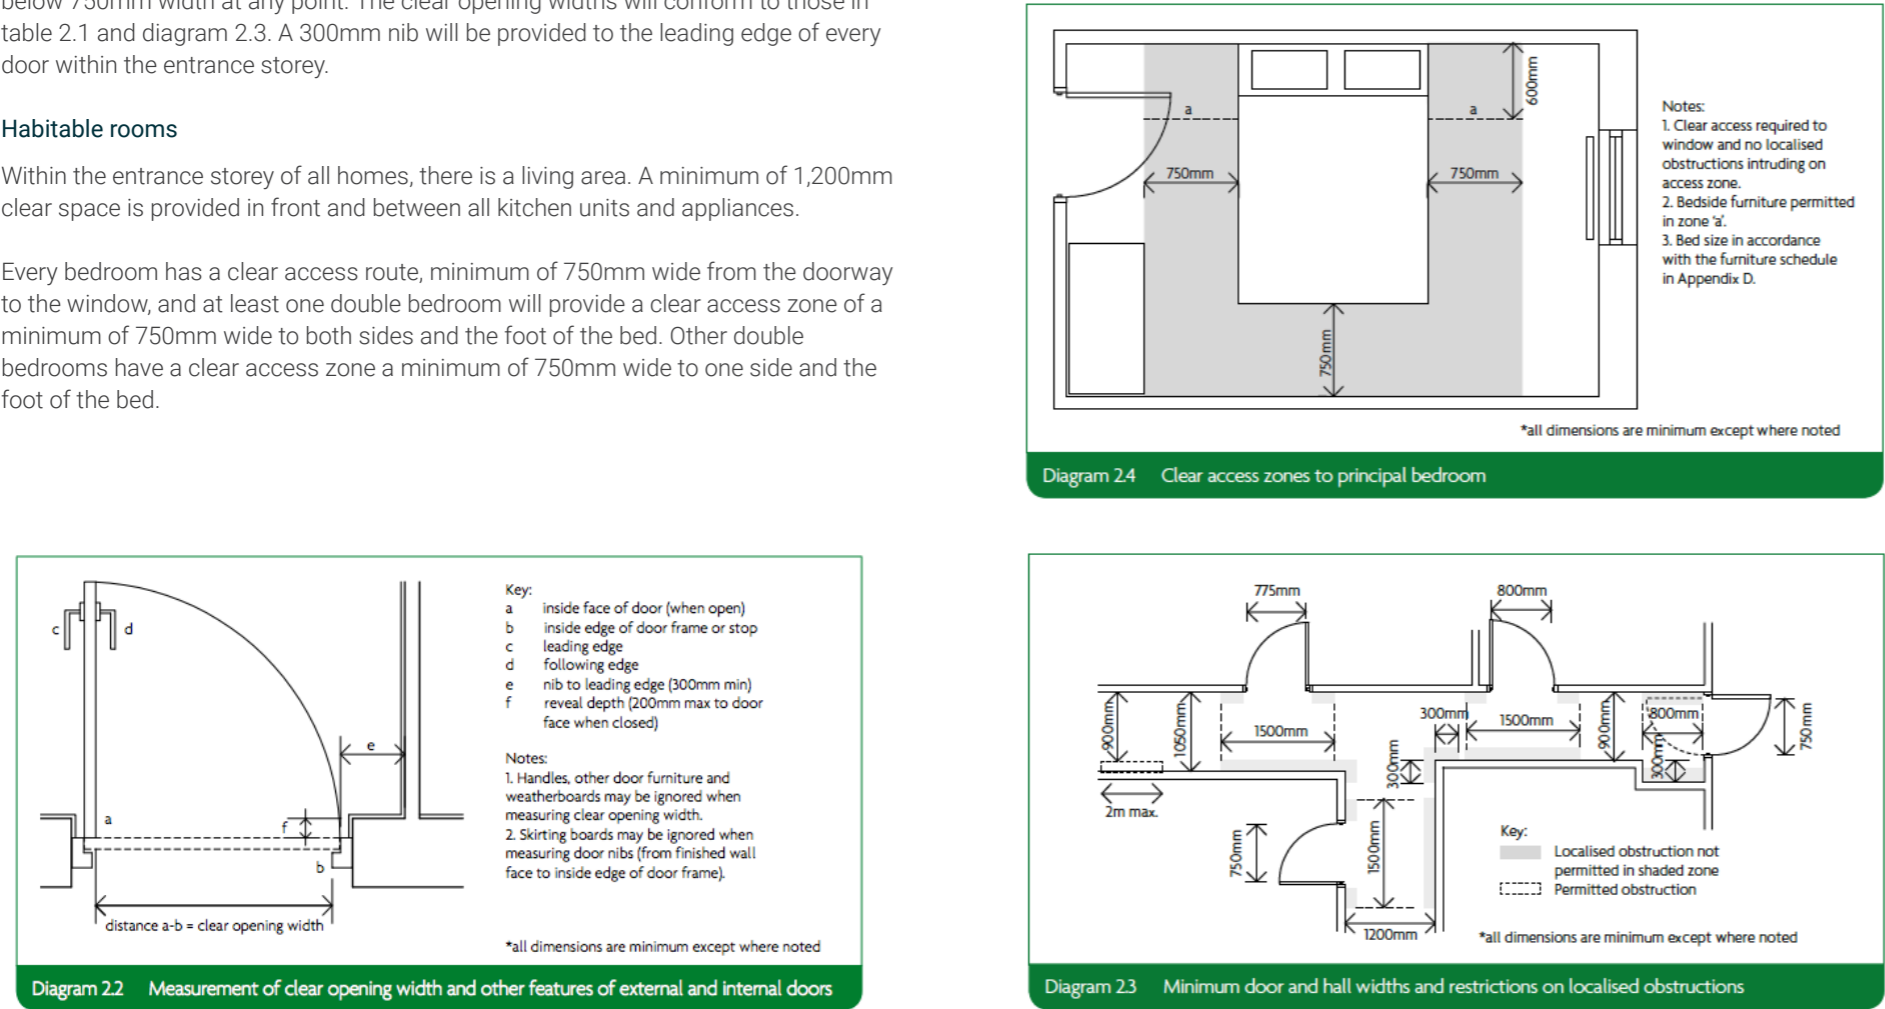 below 750mm width at any point. The clear opening widths will conform to those in
table 2.1 and diagram 2.3. A 300mm nib will be provided to the leading edge of every
door within the entrance storey.
Habitable rooms
Within the entrance storey of all homes, there is a living area. A minimum of 1,200mm
clear space is provided in front and between all kitchen units and appliances.
Every bedroom has a clear access route, minimum of 750mm wide from the doorway
to the window, and at least one double bedroom will provide a clear access zone of a
minimum of 750mm wide to both sides and the foot of the bed. Other double
bedrooms have a clear access zone a minimum of 750mm wide to one side and the
foot of the bed.
a
a
600mm
750mm
750mm
750mm
Notes:
1. Clear access required to
window and no localised
obstructions intruding on
access zone.
2. Bedside furniture permitted
in zone 'a'.
3. Bed size in accordance
with the furniture schedule
in Appendix D.
*all dimensions are minimum except where noted
Diagram 2.4 Clear access zones to principal bedroom
c
d
e
a
f
b
distance a-b = clear opening width
Key:
a inside face of door (when open)
b inside edge of door frame or stop
c leading edge
d following edge
e nib to leading edge (300mm min)
f reveal depth (200mm max to door
face when closed)
Notes:
1. Handles, other door furniture and
weatherboards may be ignored when
measuring clear opening width.
2. Skirting boards may be ignored when
measuring door nibs (from finished wall
face to inside edge of door frame).
*all dimensions are minimum except where noted
Diagram 2.2 Measurement of clear opening width and other features of external and internal doors
775mm
800mm
900mm
1050mm
1500mm
300mm
1500mm
900mm
800mm
750mm
300mm
300mm
2m max.
750mm
1500mm
1200mm
Key:
Localised obstruction not
permitted in shaded zone
Permitted obstruction
*all dimensions are minimum except where noted
Diagram 2.3 Minimum door and hall widths and restrictions on localised obstructions